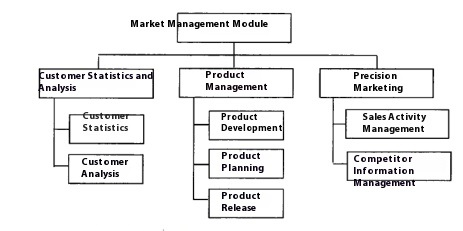 Market Management Module
Customer Statistics and
Analysis
Product
Management
Precision
Marketing
Customer
Statistics
Customer
Analysis
Product
Development
Product
Planning
Product
Release
Sales Activity
Management
Competitor
Information
Management